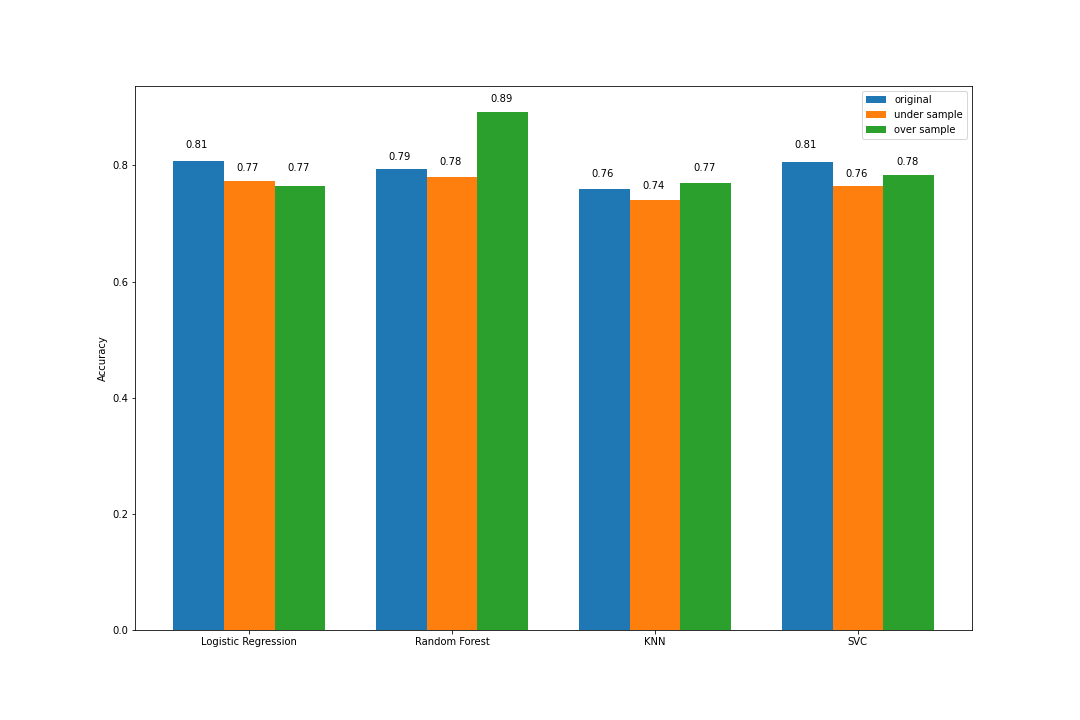 original
under sample
over sample
0.89
0.81
0.77
0.77
0.79
0.78
0.76
0.74
0.77
0.81
0.76
0.78
0.8
0.6
0.4
0.2
0.0
Accuracy
Logistic Regression
Random Forest
KNN
SVC